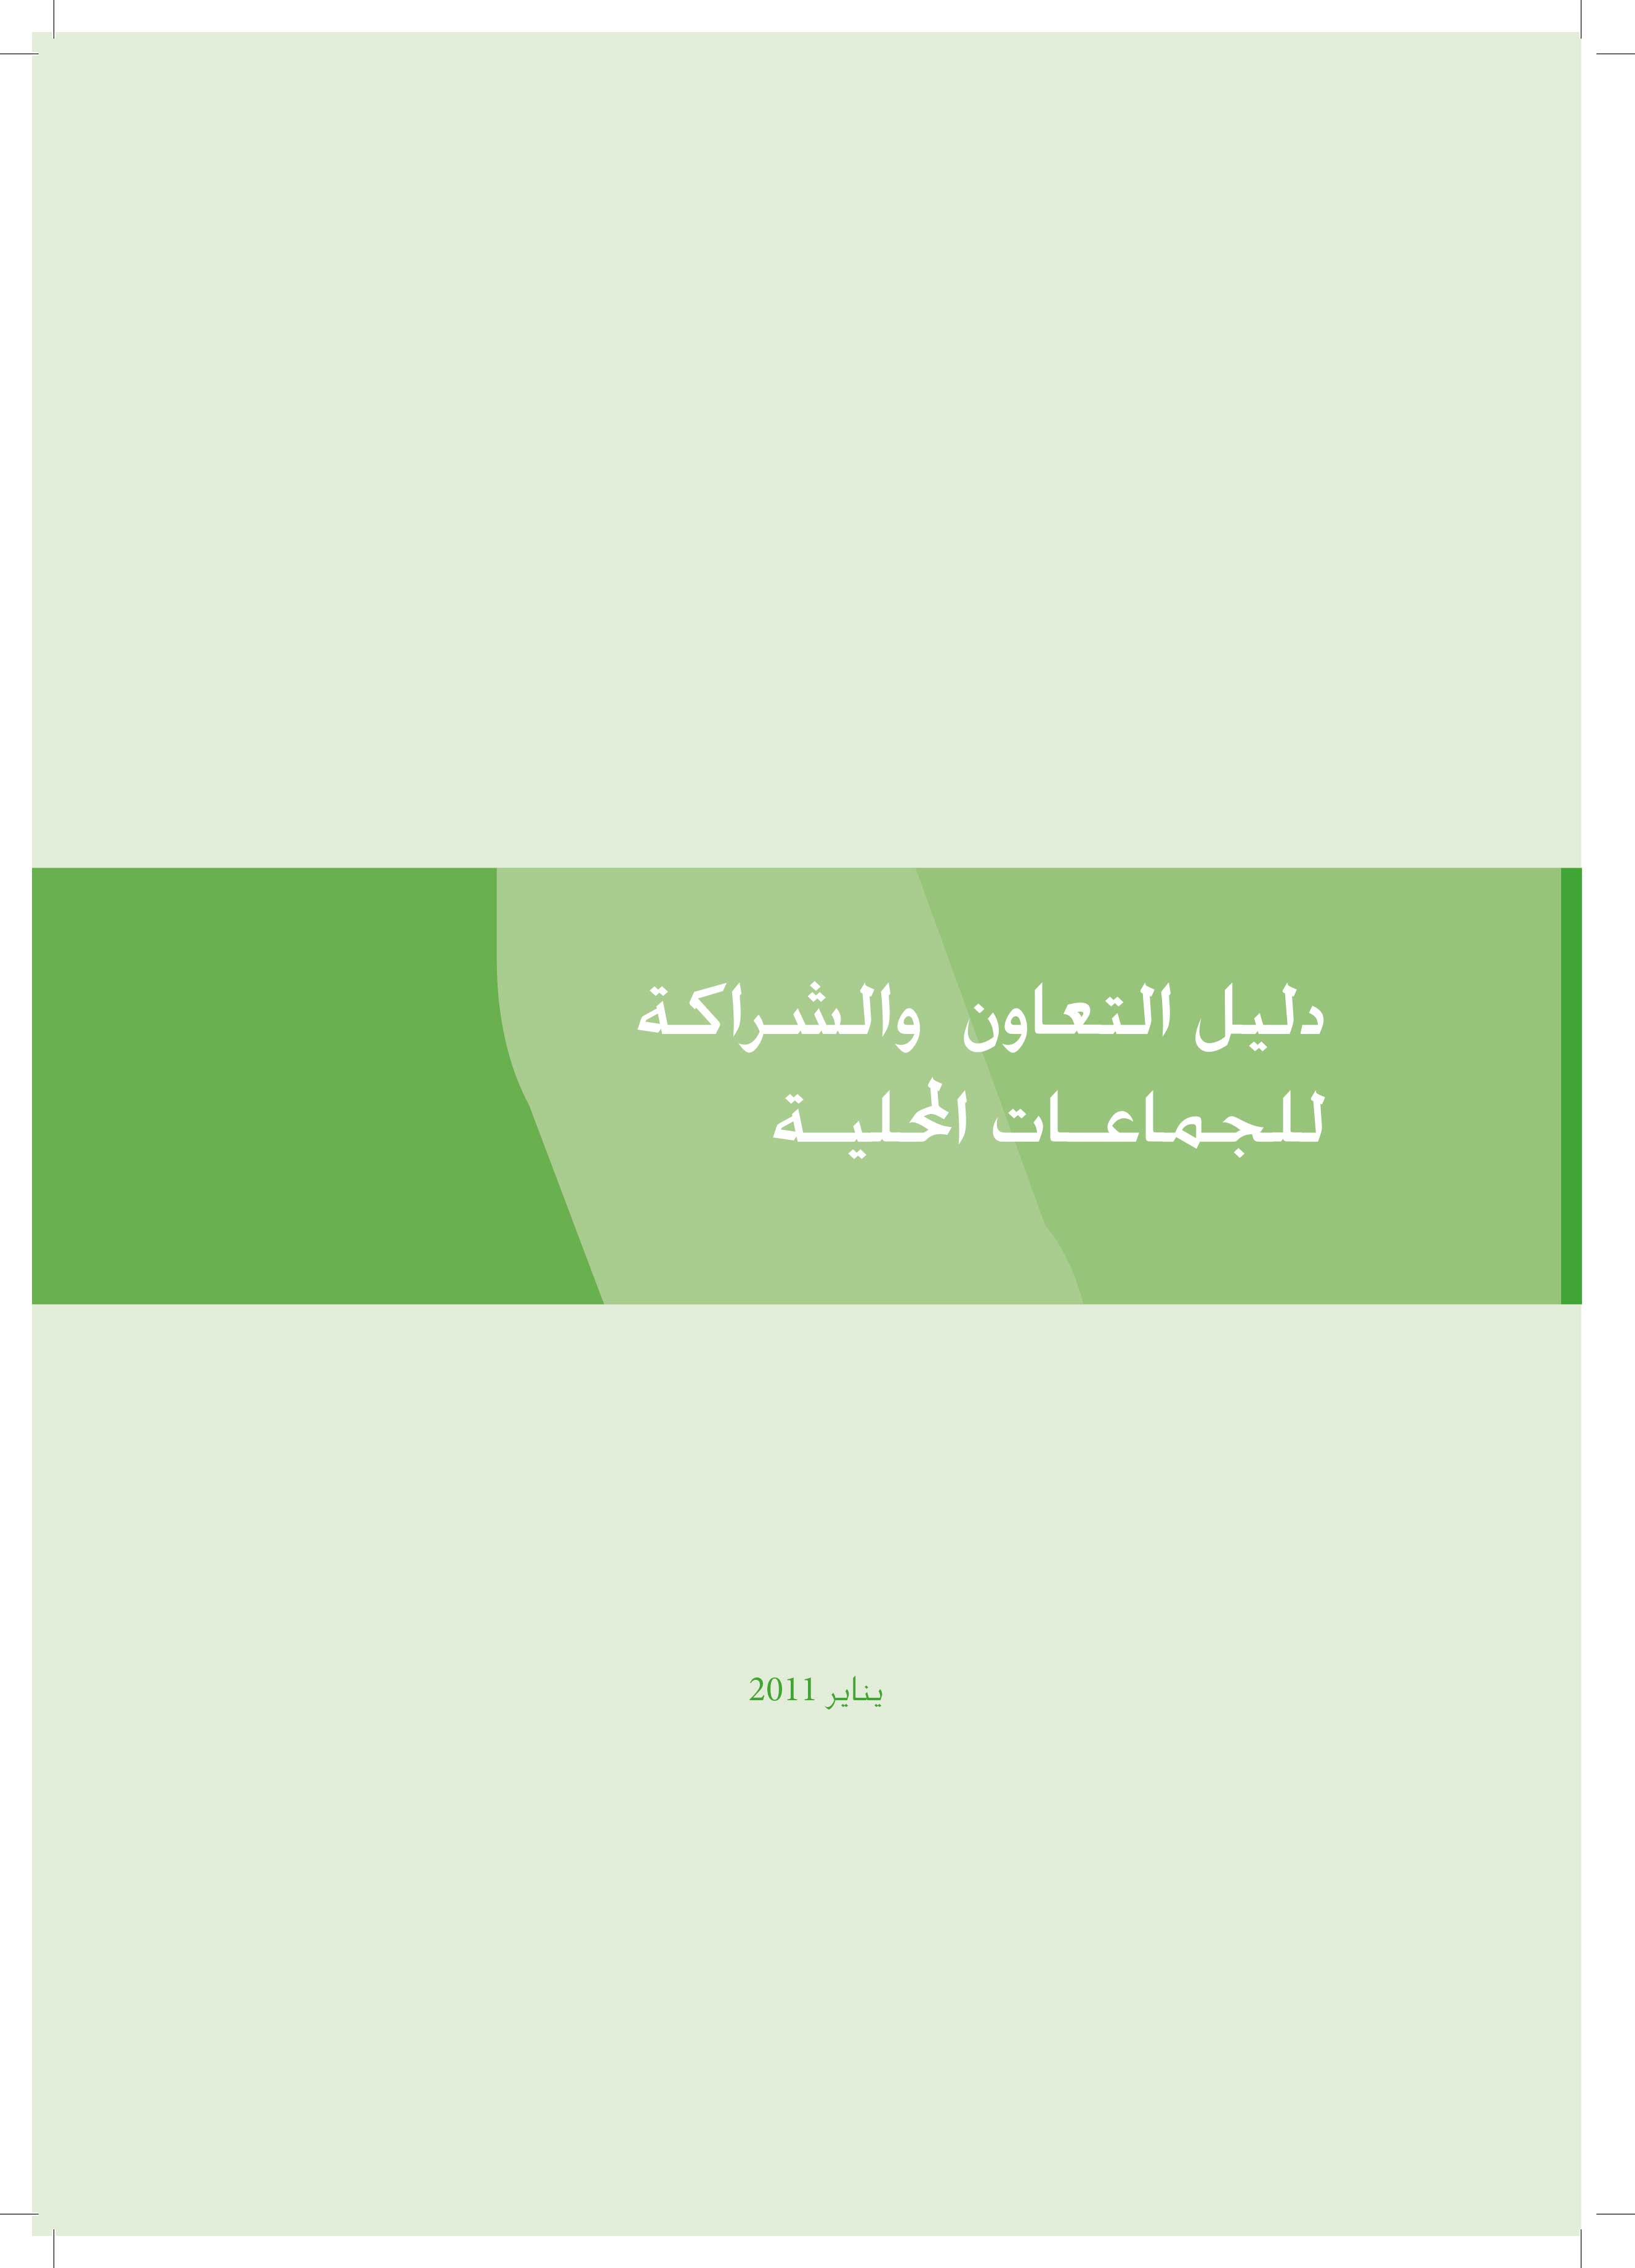 دليل التعاون والشراكة
للجماعات المحلية
يناير 2011